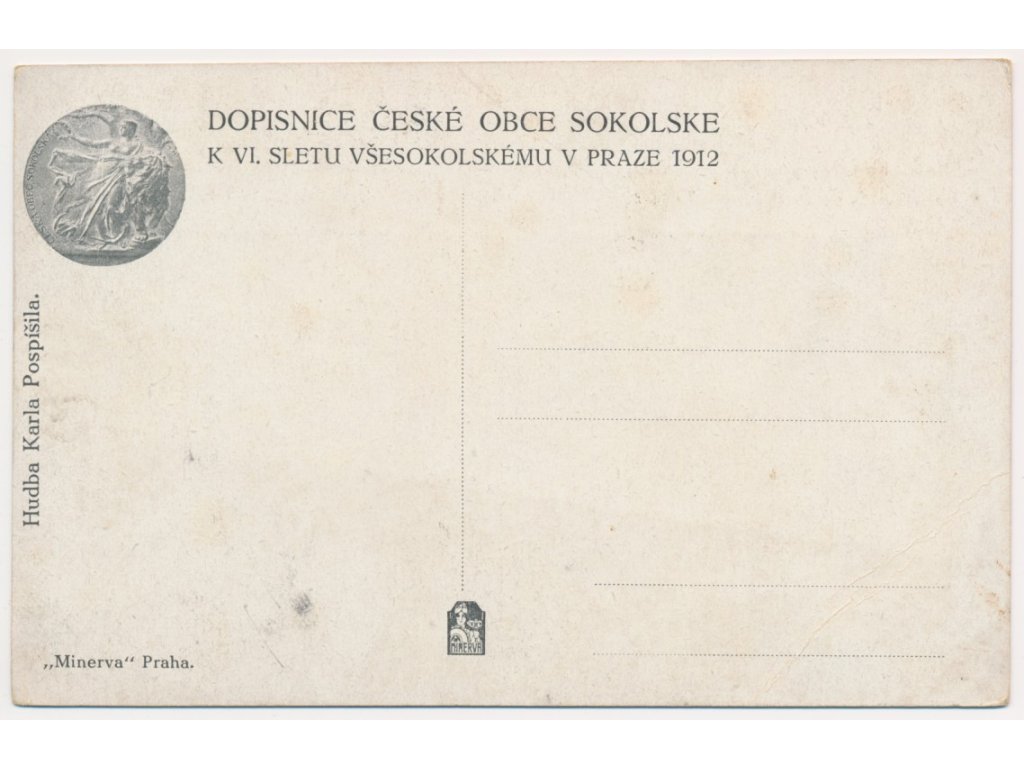 DOPISNICE ČESKÉ OBCE SOKOLSKE
K VI. SLETU VŠESOKOLSKÉMU V PRAZE 1912
Hudba Karla Pospíšila.
MINERVA
„Minerva“ Praha.